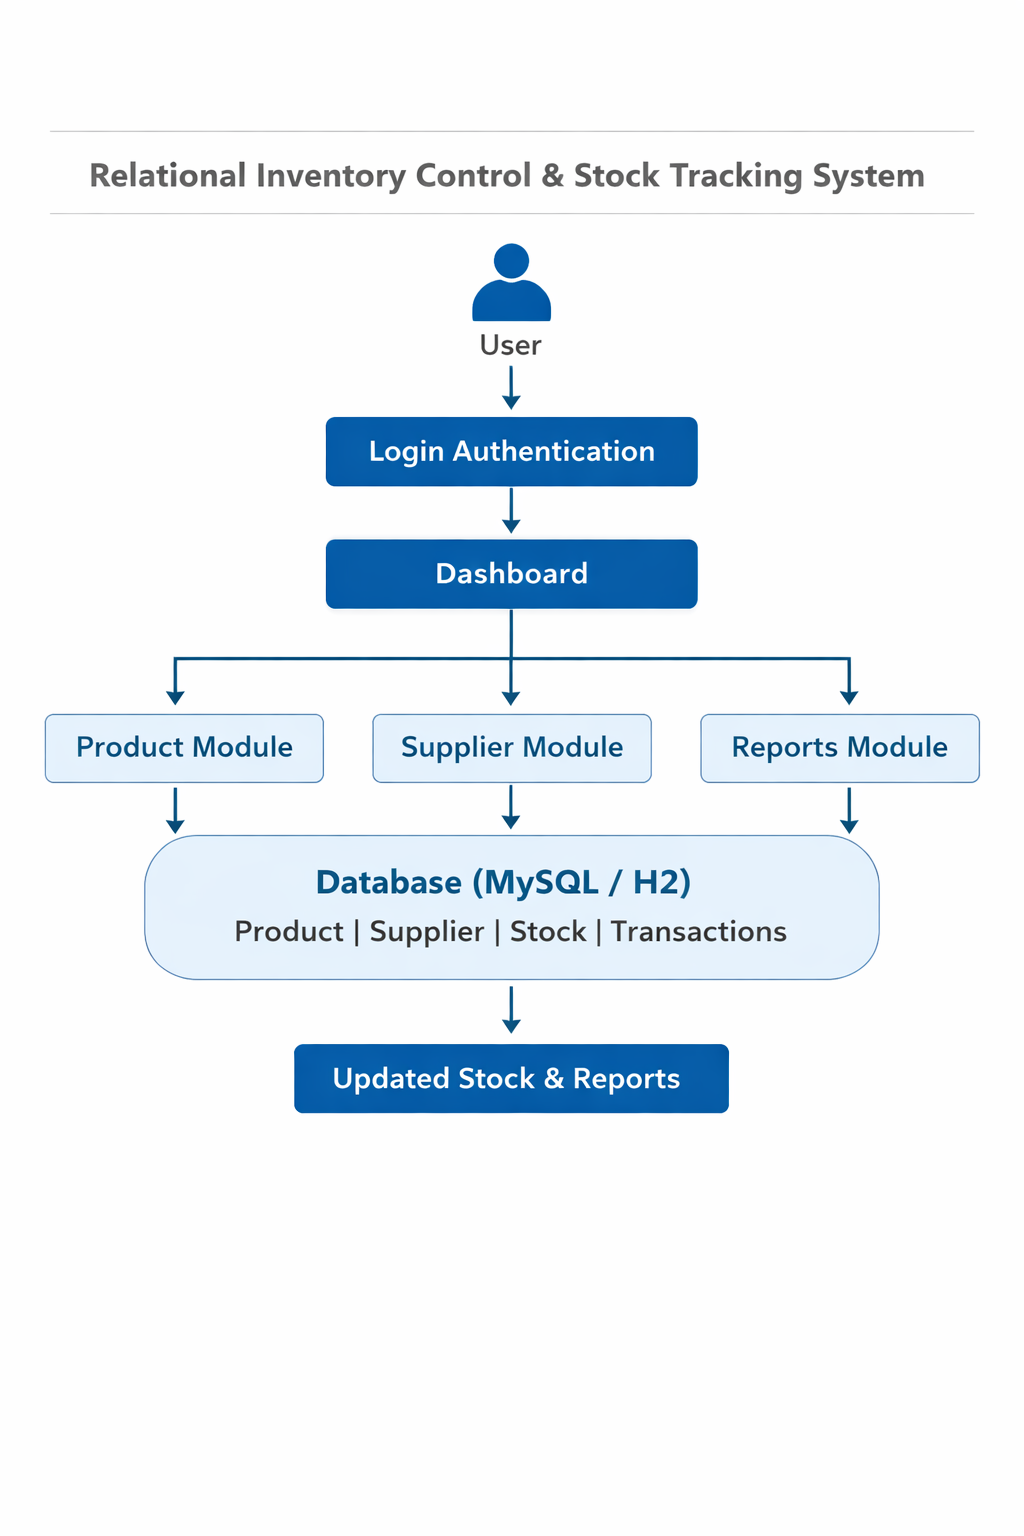 Relational Inventory Control & Stock Tracking System
User
Login Authentication
Dashboard
Product Module
Supplier Module
Reports Module
Database (MySQL / H2)
Product | Supplier | Stock | Transactions
Updated Stock & Reports